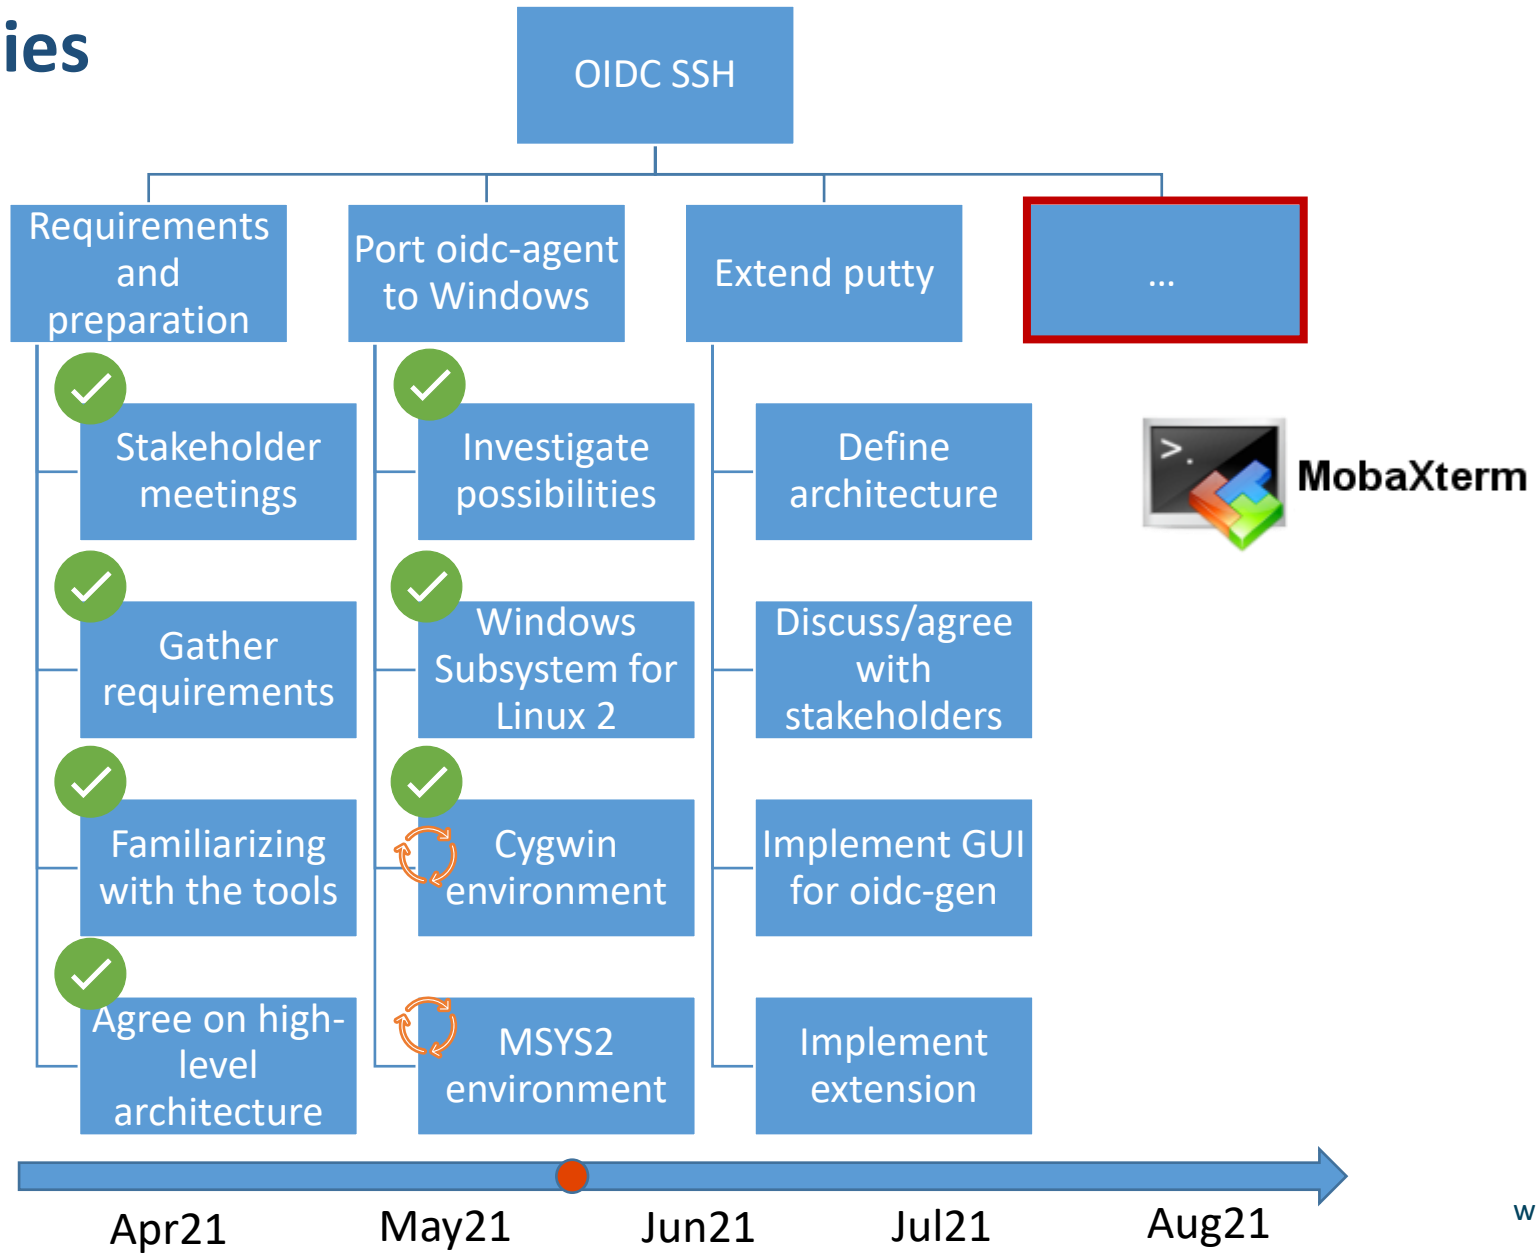 ies
OIDC SSH
Requirements
and
preparation
Port oidc-agent
to Windows
Extend putty
...
Stakeholder
meetings
Investigate
possibilities
Define
architecture
>.
MobaXterm
Gather
requirements
Windows
Subsystem for
Linux 2
Discuss/agree
with
stakeholders
Familiarizing
with the tools
Cygwin
environment
Implement GUI
for oidc-gen
Agree on high-
level
architecture
MSYS2
environment
Implement
extension
Apr21
May21
Jun21
Jul21
Aug21
w